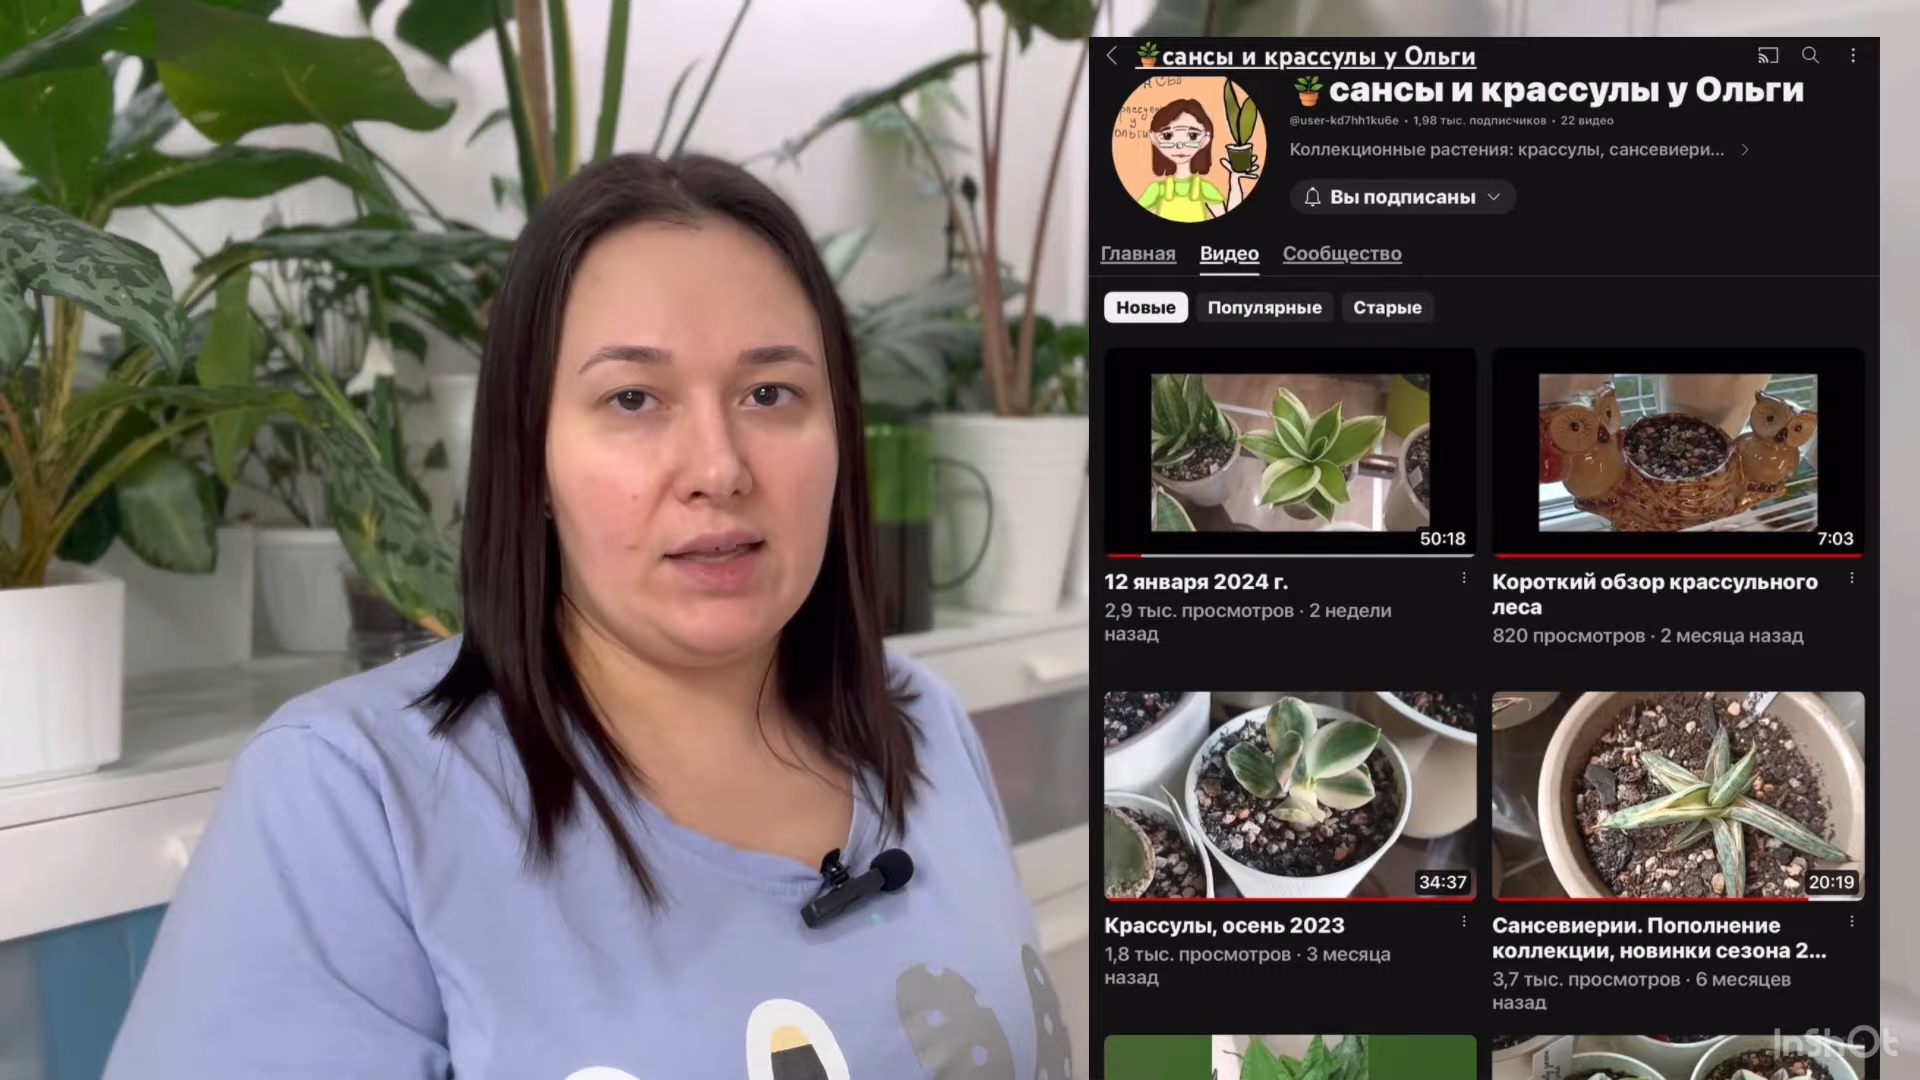 🪴сансы и крассулы у Ольги
🪴сансы и крассулы у Ольги
@user-kd7hh1ku6e • 1,98 тыс. подписчиков • 22 видео
Коллекционные растения: крассулы, сансевиери...
Вы подписаны
Главная Видео Сообщество
Новые Популярные Старые
50:18
7:03
12 января 2024 г.
2,9 тыс. просмотров · 2 недели
назад
Короткий обзор крассульного
леса
820 просмотров · 2 месяца назад
34:37
20:19
Крассулы, осень 2023
1,8 тыс. просмотров · 3 месяца
назад
Сансевиерии. Пополнение
коллекции, новинки сезона 2...
3,7 тыс. просмотров · 6 месяцев
назад
InShOt